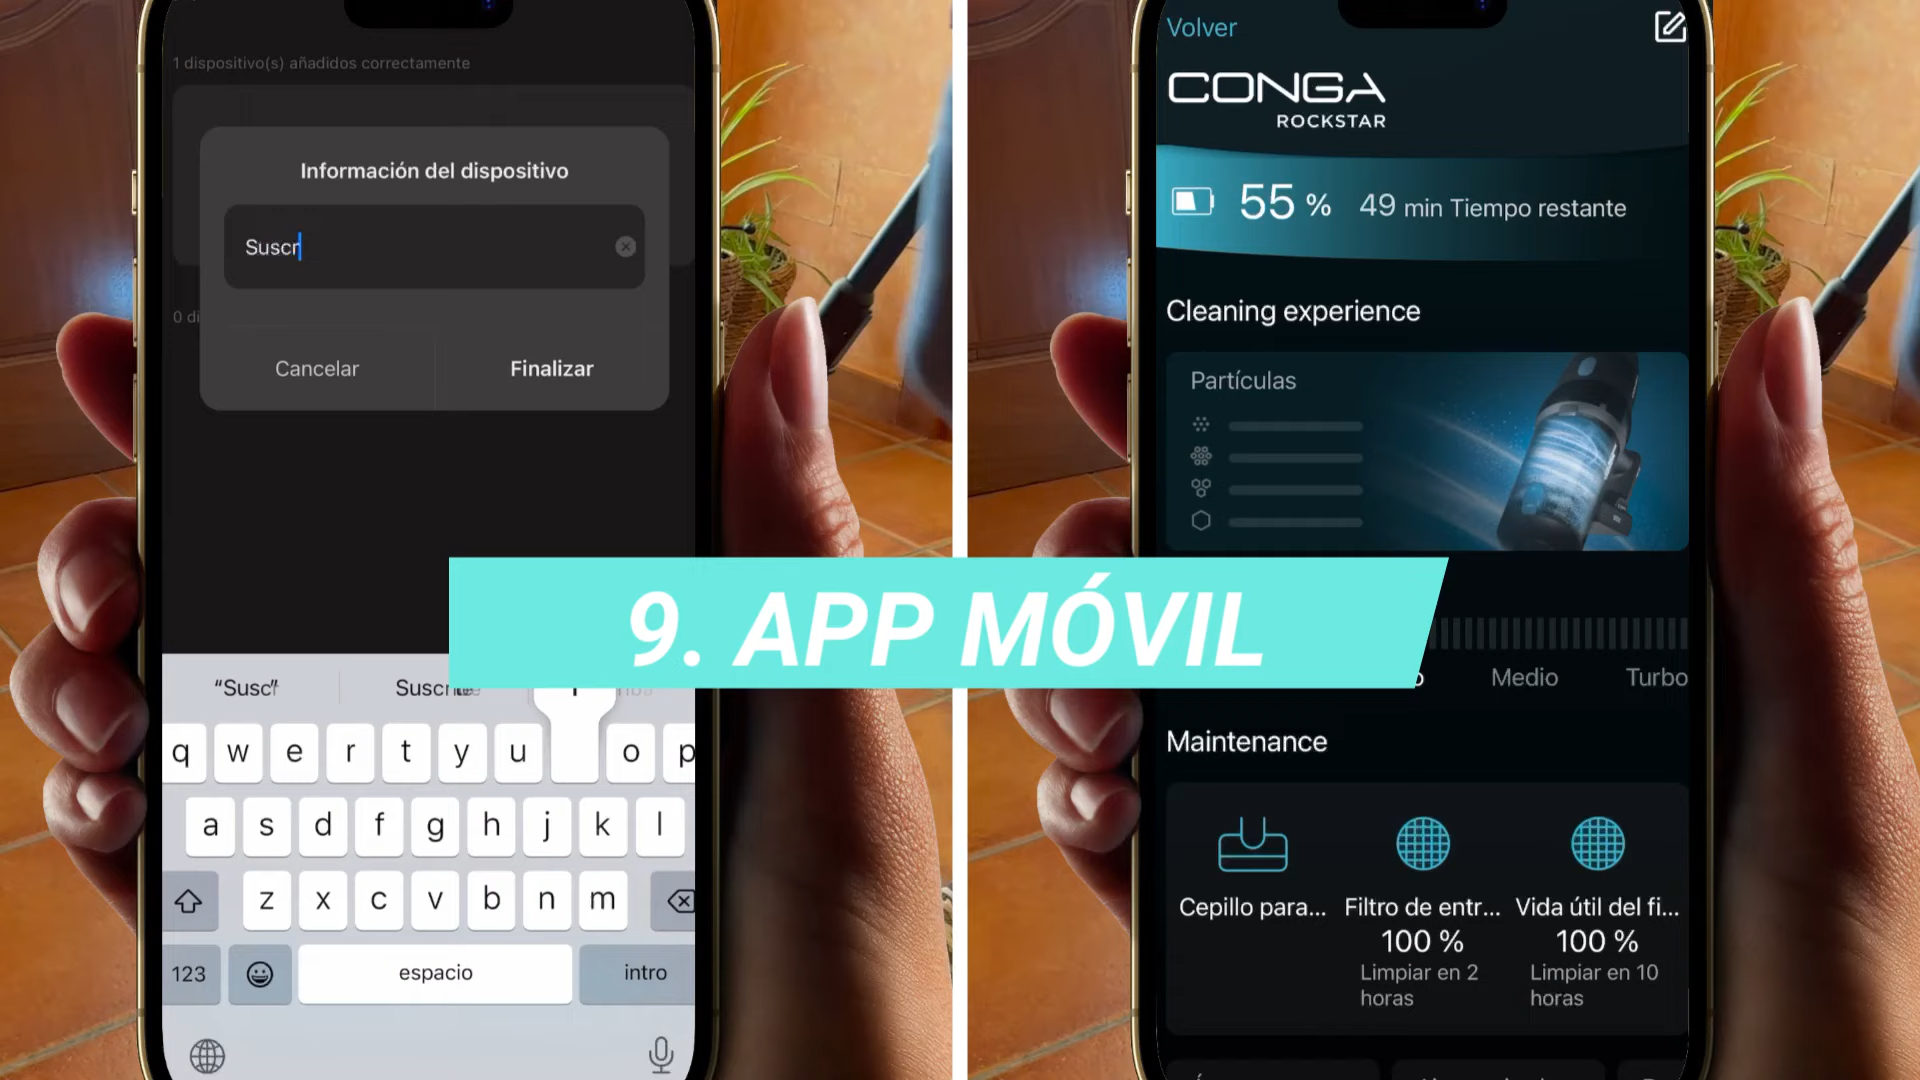 1 dispositivo(s) añadidos correctamente
Información del dispositivo
Suscr
0 di
Cancelar
Finalizar
q w e r t y u o p
a s d f g h j k l
z x c v b n m
123
espacio
intro
Volver
CONGA
ROCKSTAR
55 %
49 min Tiempo restante
Cleaning experience
Partículas
9. APP MÓVIL
Medio
Turbo
Maintenance
Cepillo para...
Filtro de entr...
100 %
Limpiar en 2
horas
Vida útil del fi...
100 %
Limpiar en 10
horas